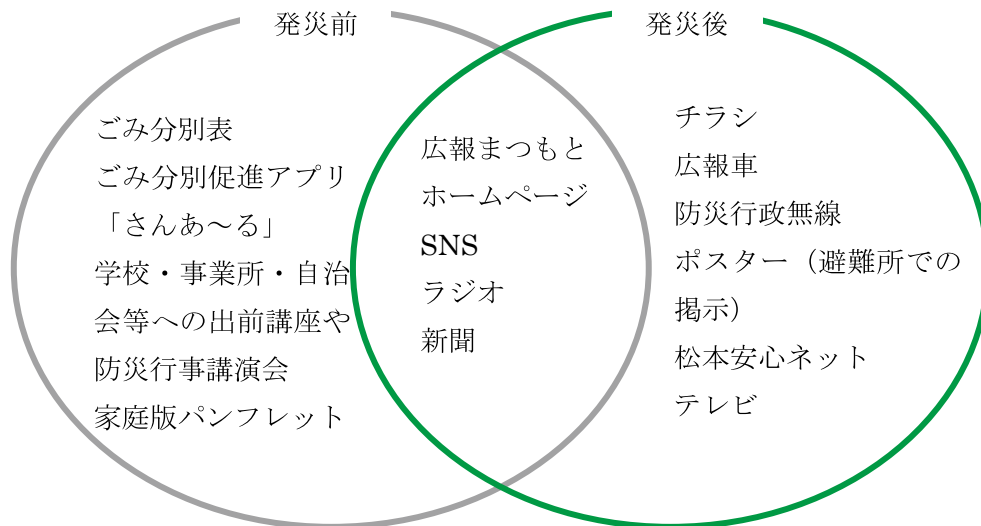 発災前
ごみ分別表
ごみ分別促進アプリ
「さんあ～る」
学校・事業所・自治
会等への出前講座や
防災行事講演会
家庭版パンフレット
広報まつもと
ホームページ
SNS
ラジオ
新聞
発災後
チラシ
広報車
防災行政無線
ポスター（避難所での
掲示）
松本安心ネット
テレビ